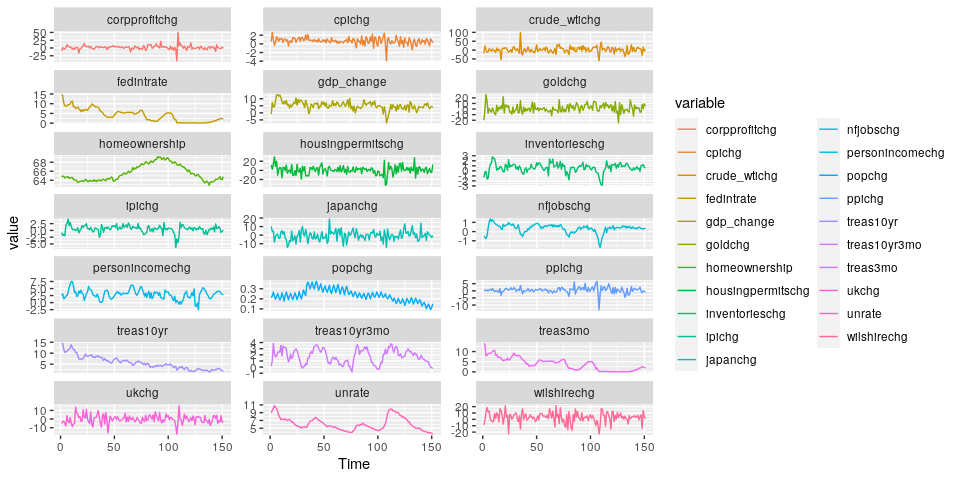 corpprofitchg cpichg crude_wtichg
50 25 0 -25
2 0 -2 -4
100 50 0 -50
fedintrate gdp_change goldchg
15 10 5 0
10 5 0
20 10 0 -10 -20
homeownership housingpermitschg inventorieschg
68 66 64
20 0 -20
3 2 1 0 -1 -2 -3
ipichg japanchg nfjobschg
2.5 0.0 -2.5 -5.0
20 10 0 -10
1 0 -1
personincomechg popchg ppichg
7.5 5.0 2.5 0.0 -2.5
0.3 0.2 0.1
5 0 -5 -10
treas10yr treas10yr3mo treas3mo
15 10 5
4 3 2 1 0 -1
10 5 0
ukchg unrate wilshirechg
10 0 -10
11 9 7 5
20 10 0 -10 -20
0 50 100 150 0 50 100 150 0 50 100 150
Time
value
variable
corpprofitchg
cpichg
crude_wtichg
fedintrate
gdp_change
goldchg
homeownership
housingpermitschg
inventorieschg
ipichg
japanchg
nfjobschg
personincomechg
popchg
ppichg
treas10yr
treas10yr3mo
treas3mo
ukchg
unrate
wilshirechg